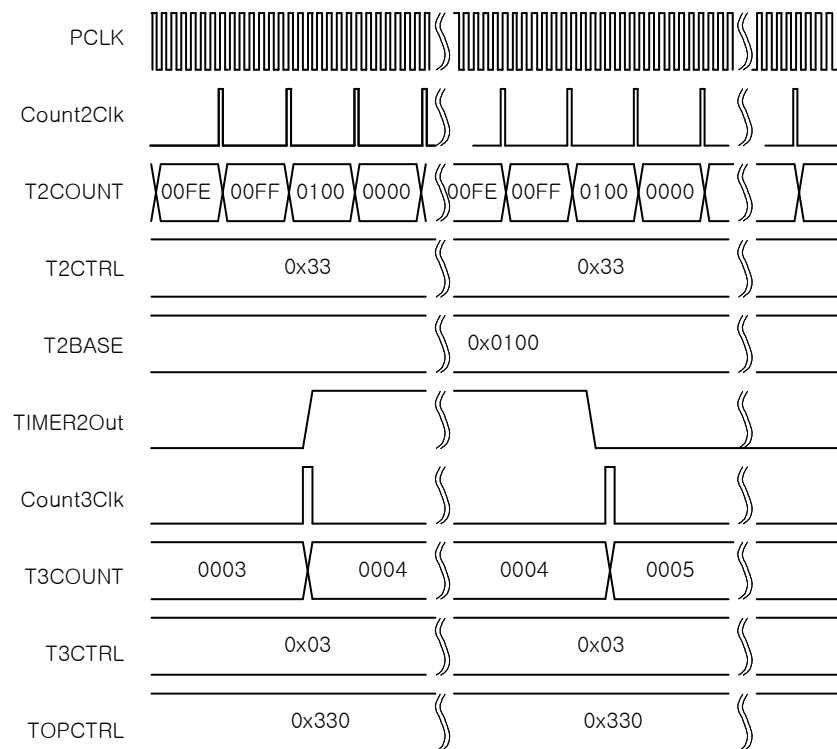 PCLK
Count2Clk
T2COUNT 00FE 00FF 0100 0000 00FE 00FF 0100 0000
T2CTRL 0x33 0x33
T2BASE 0x0100
TIMER2Out
Count3Clk
T3COUNT 0003 0004 0004 0005
T3CTRL 0x03 0x03
TOPCTRL 0x330 0x330